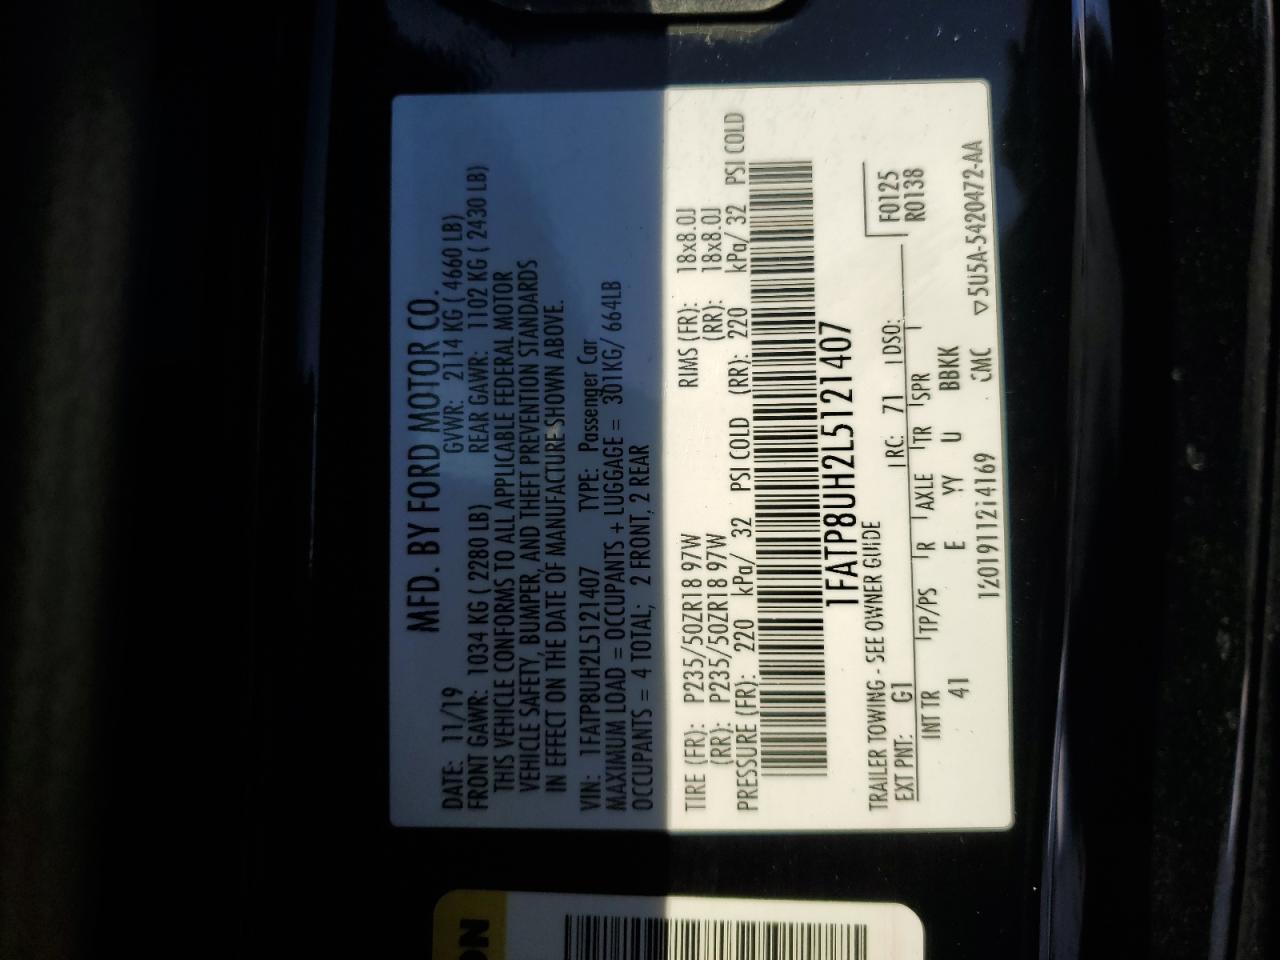 MFD. BY FORD MOTOR CO.
DATE: 11/19 GVWR: 2114 KG ( 4660 LB)
FRONT GAWR: 1034 KG ( 2280 LB) REAR GAWR: 1102 KG ( 2430 LB)
THIS VEHICLE CONFORMS TO ALL APPLICABLE FEDERAL MOTOR
VEHICLE SAFETY, BUMPER, AND THEFT PREVENTION STANDARDS
IN EFFECT ON THE DATE OF MANUFACTURE SHOWN ABOVE.
VIN: 1FATP8UH2L5121407 TYPE: Passenger Car
MAXIMUM LOAD = OCCUPANTS + LUGGAGE = 301KG/ 664LB
OCCUPANTS = 4 TOTAL; 2 FRONT, 2 REAR
TIRE (FR): P235/50ZR18 97W RIMS (FR): 18x8.0J
(RR): P235/50ZR18 97W (RR): 18x8.0J
PRESSURE (FR): 220 kPa/ 32 PSI COLD (RR): 220 kPa/ 32 PSI COLD
1FATP8UH2L5121407
TRAILER TOWING - SEE OWNER GUIDE
EXT PNT: G1 RC: 71 DSO: F0125
R0138
INT TR TP/PS R AXLE TR SPR
41 E YY U BBKK
▽5U5A-5420472-AA
ON